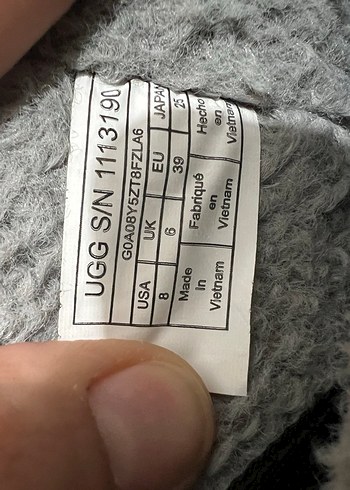 UGG S/N 1113190
G0A08Y5ZT8FZLA6
USA UK EU JAPAN
8 6 39 25
Made Fabriqué Hecho
in en en
Vietnam Vietnam Vietnam